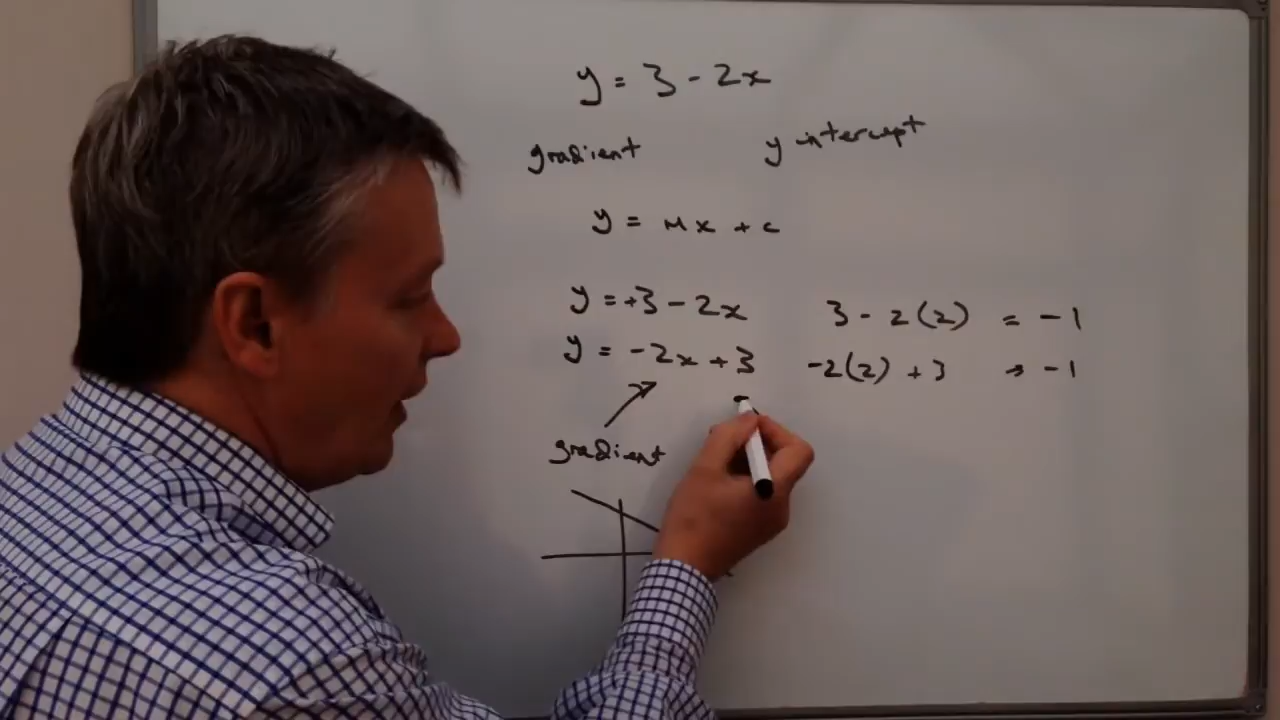 y = 3 - 2x
gradient y intercept
y = mx + c
y = +3 - 2x 3 - 2(2) = -1
y = -2x + 3 -2(2) + 3 → -1
gradient